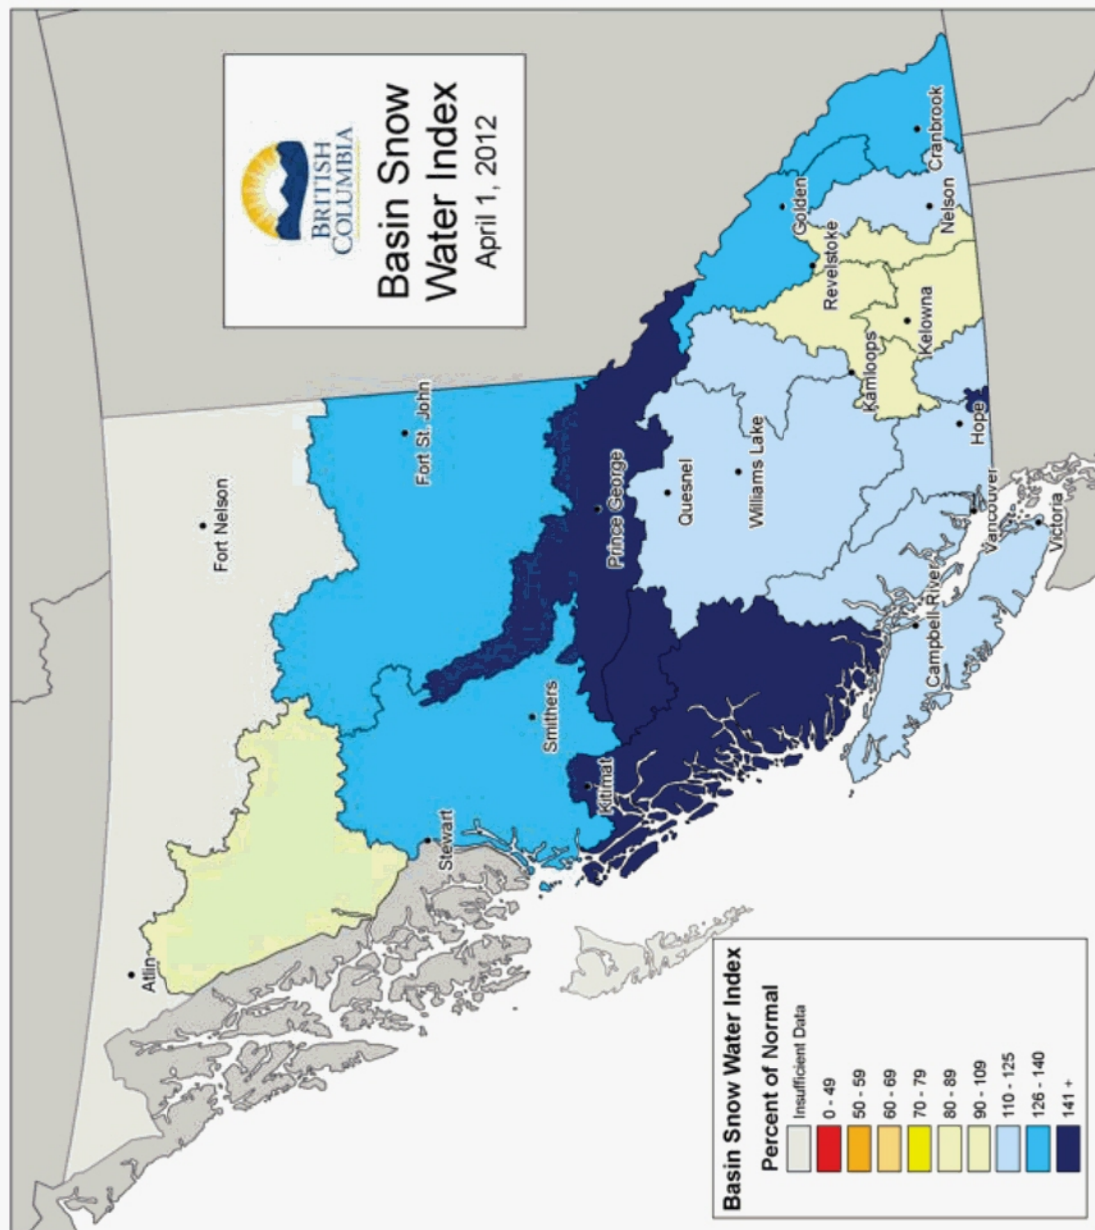 BRITISH
COLUMBIA
Basin Snow
Water Index
April 1, 2012
Atlin
Fort Nelson
Fort St. John
Stewart
Smithers
Kitimat
Prince George
Quesnel
Williams Lake
Golden
Revelstoke
Kamloops
Kelowna
Cranbrook
Nelson
Hope
Vancouver
Victoria
Campbell River
Basin Snow Water Index
Percent of Normal
Insufficient Data
0 - 49
50 - 59
60 - 69
70 - 79
80 - 89
90 - 109
110 - 125
126 - 140
141 +